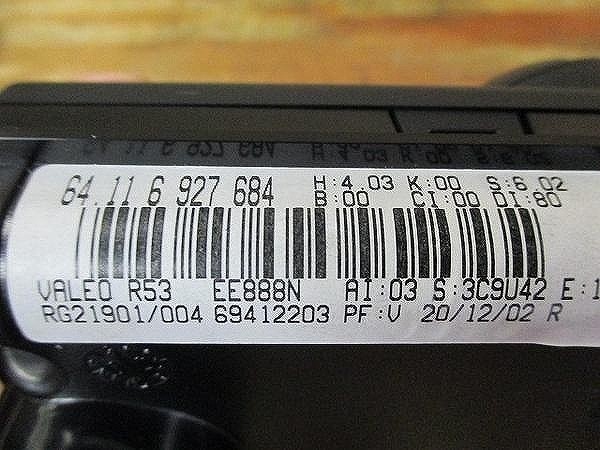 64.11 6 927 684 H:4.03 K:00 S:6.02
B:00 CI:00 DI:80
VALEO R53 EE888N AI:03 S:3C9U42 E:1
RG21901/004 69412203 PF:V 20/12/02 R